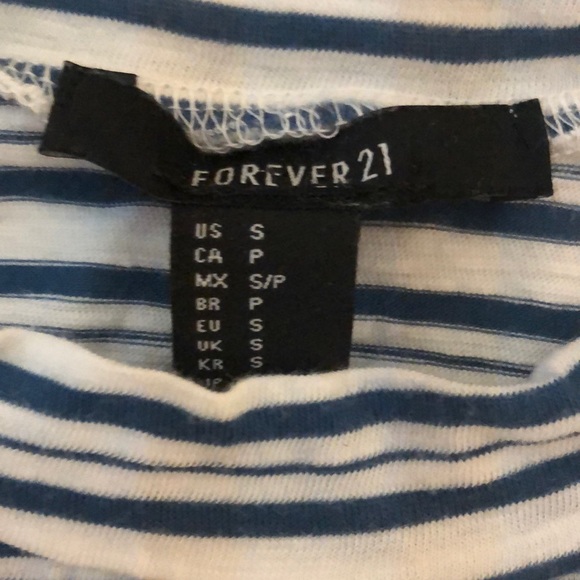 FOREVER 21
US S
CA P
MX S/P
BR P
EU S
UK S
KR S